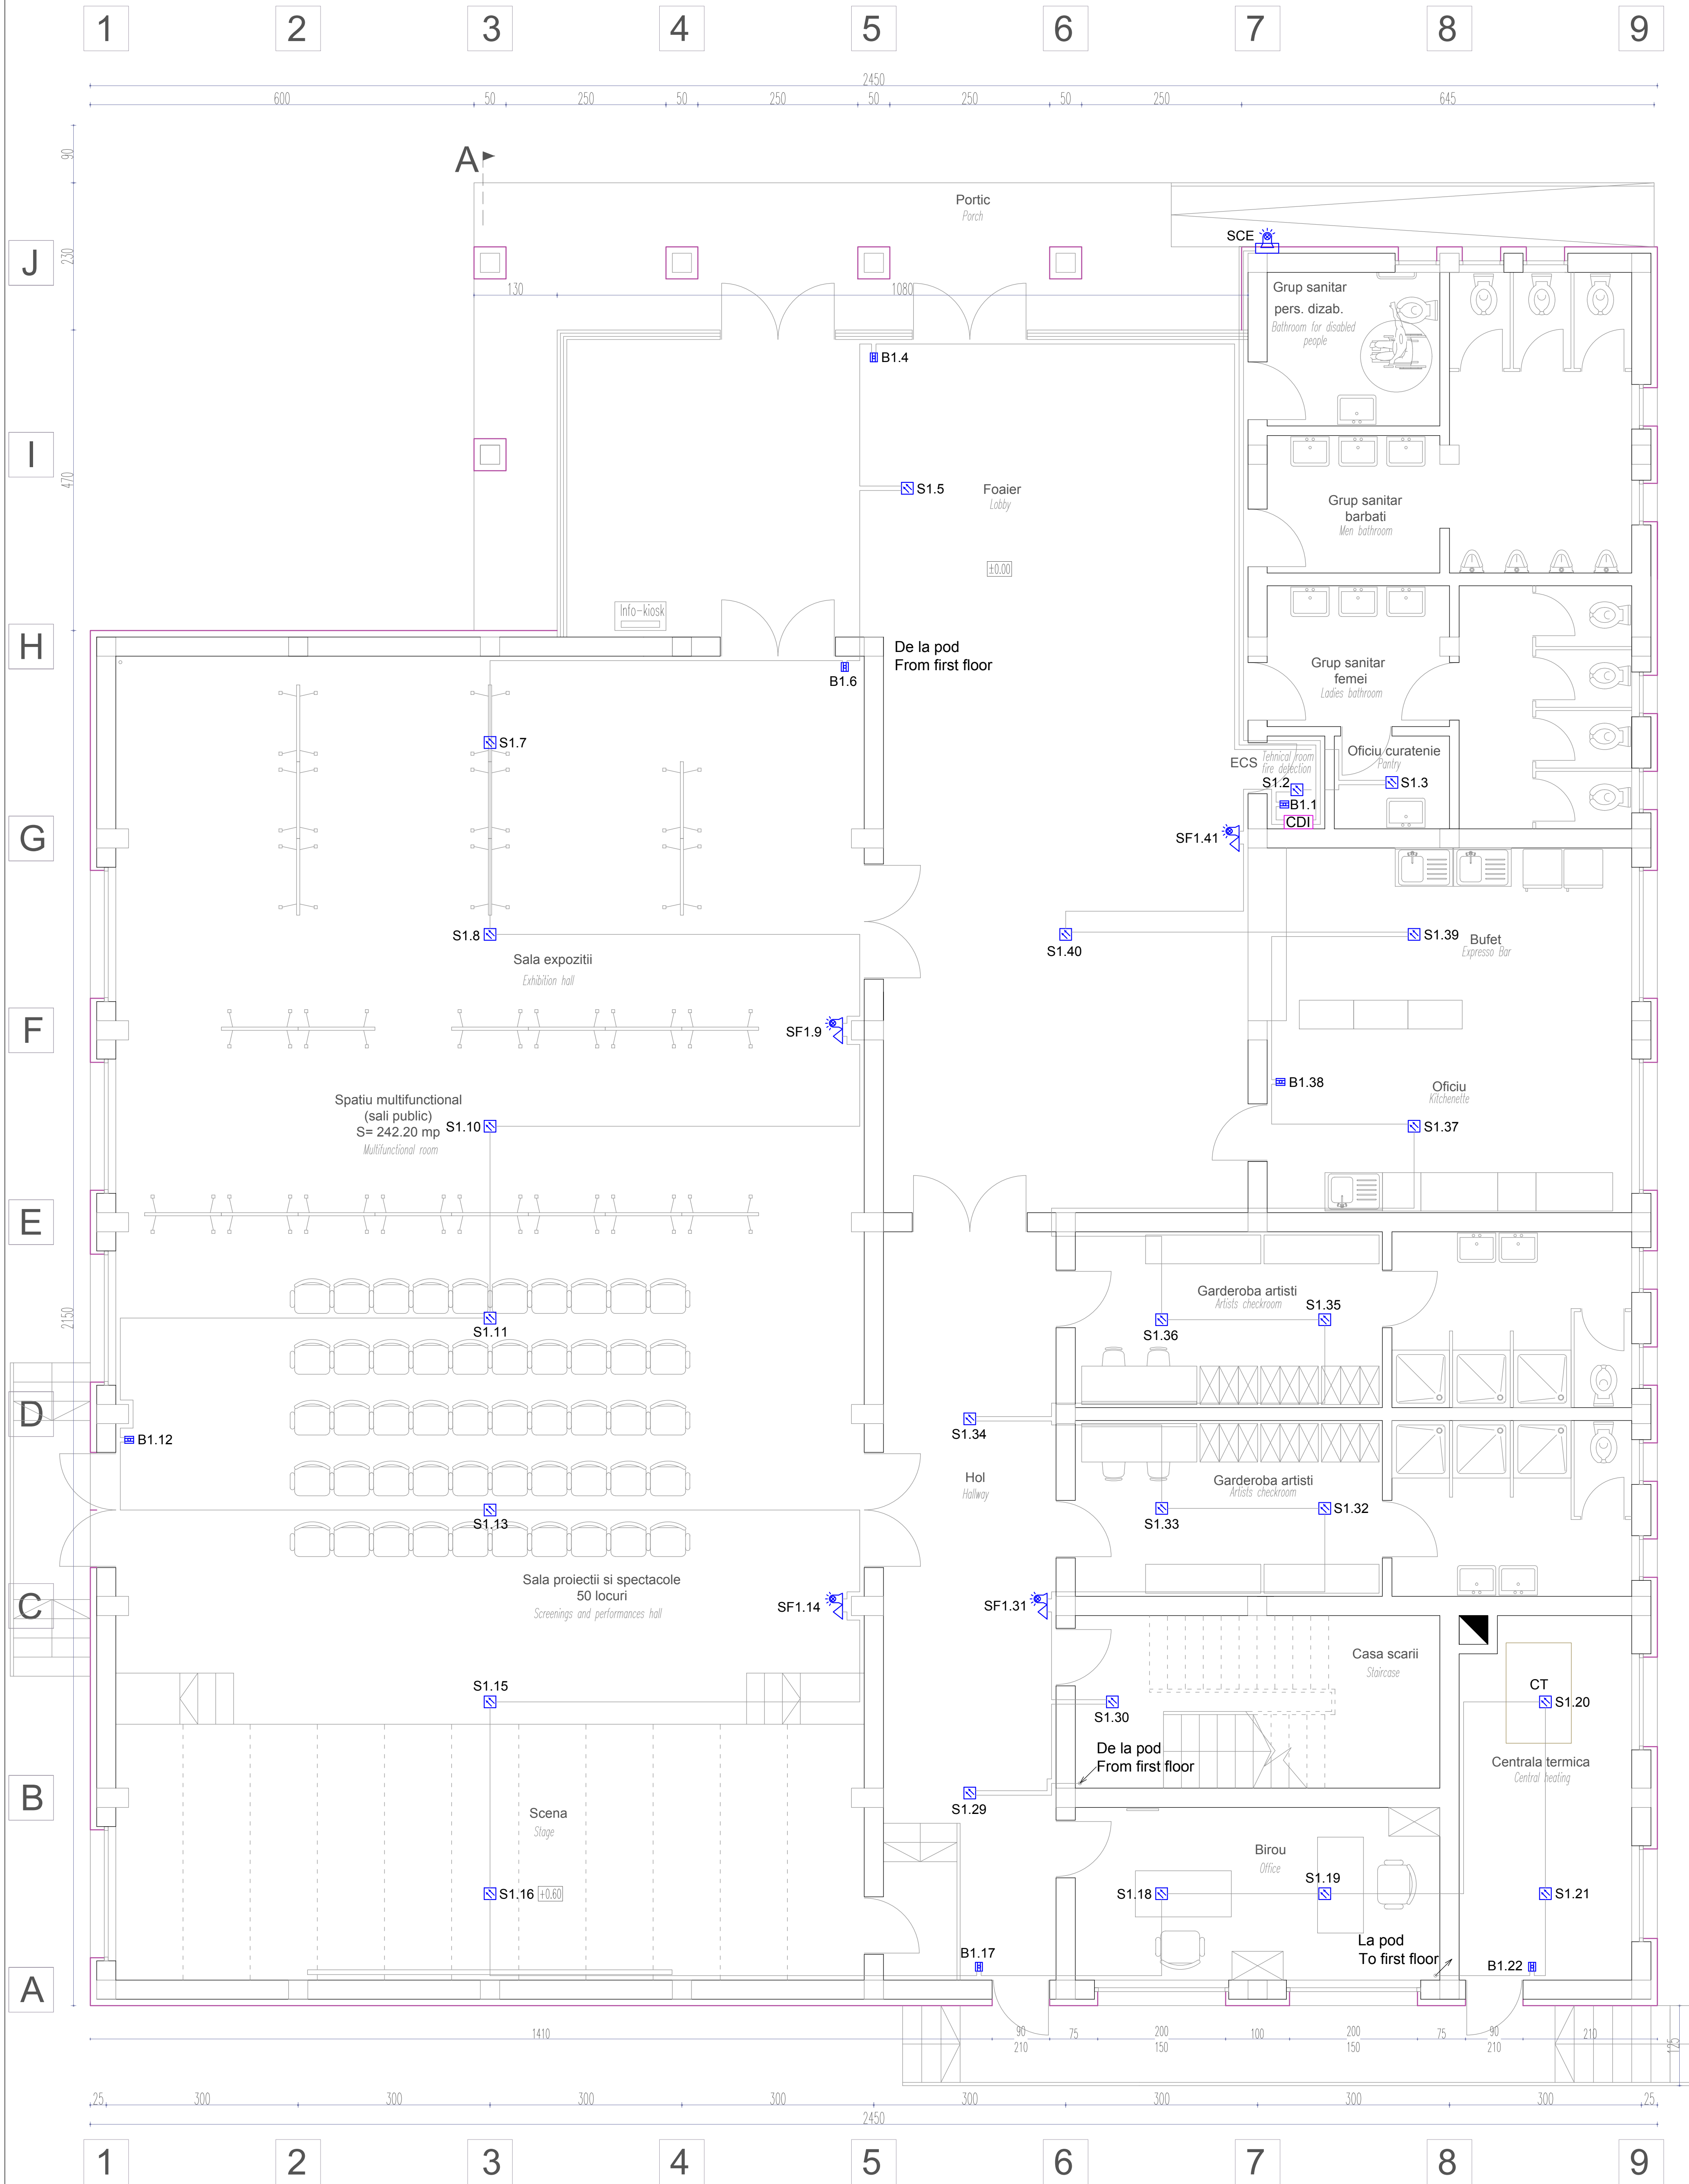 1 2 3 4 5 6 7 8 9
2450
600 50 250 50 250 50 250 50 250 645
90
A
Portic
Porch
SCE
J
230
130
1080
Grup sanitar
pers. dizab.
Bathroom for disabled
people
B1.4
I
470
S1.5
Foaier
Lobby
Grup sanitar
barbati
Men bathroom
±0.00
Info-kiosk
H
De la pod
From first floor
B1.6
Grup sanitar
femei
Ladies bathroom
S1.7
ECS
Tehnical room
fire detection
Oficiu curatenie
Pantry
S1.2
S1.3
B1.1
CDI
G
SF1.41
S1.8
S1.40
S1.39
Bufet
Expresso Bar
Sala expozitii
Exhibition hall
F
SF1.9
B1.38
Oficiu
Kitchenette
Spatiu multifunctional
(sali public)
S= 242.20 mp
Multifunctional room
S1.10
S1.37
E
2150
Garderoba artisti
Artists checkroom
S1.35
S1.11
S1.36
D
B1.12
S1.34
Hol
Hallway
Garderoba artisti
Artists checkroom
S1.13
S1.33
S1.32
Sala proiectii si spectacole
50 locuri
Screenings and performances hall
C
SF1.14
SF1.31
Casa scarii
Staircase
S1.15
CT
S1.20
S1.30
De la pod
From first floor
Centrala termica
Central heating
B
S1.29
Scena
Stage
Birou
Office
S1.16
+0.60
S1.18
S1.19
S1.21
La pod
To first floor
B1.17
B1.22
A
1410 90 75 200 100 200 75 90 210
210 150 150 210
125
25 300 300 300 300 300 300 300 300 25
2450
1 2 3 4 5 6 7 8 9